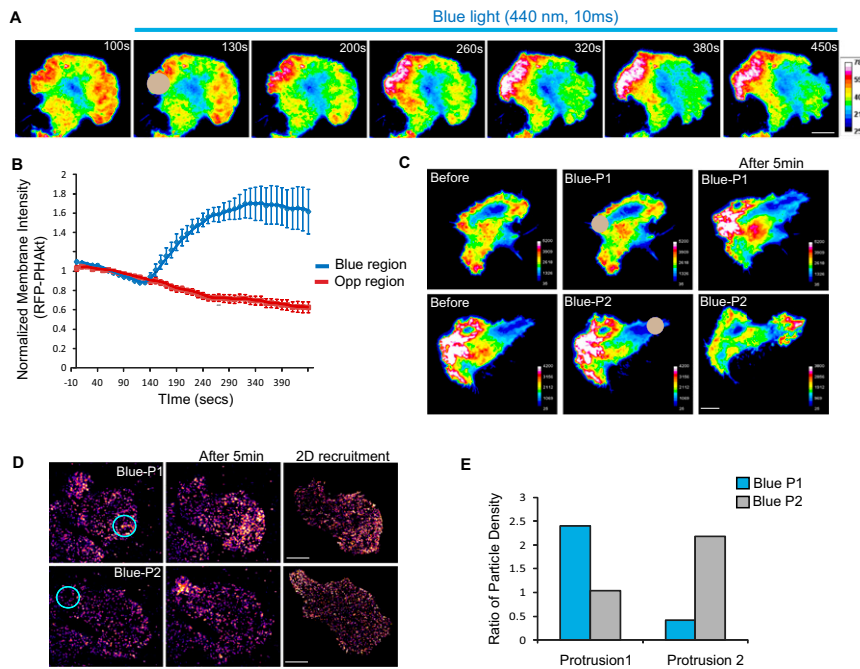 A
Blue light (440 nm, 10ms)
100s 130s 200s 260s 320s 380s 450s
B
Normalized Membrane Intensity
(RFP-PHAkt)
2
1.8
1.6
1.4
1.2
1
0.8
0.6
0.4
0.2
0
-10 40 90 140 190 240 290 340 390
TIme (secs)
Blue region
Opp region
C
After 5min
Before Blue-P1 Blue-P1
Before Blue-P2 Blue-P2
D
After 5min 2D recruitment
Blue-P1
Blue-P2
E
Blue P1
Blue P2
Ratio of Particle Density
3
2.5
2
1.5
1
0.5
0
Protrusion1 Protrusion 2